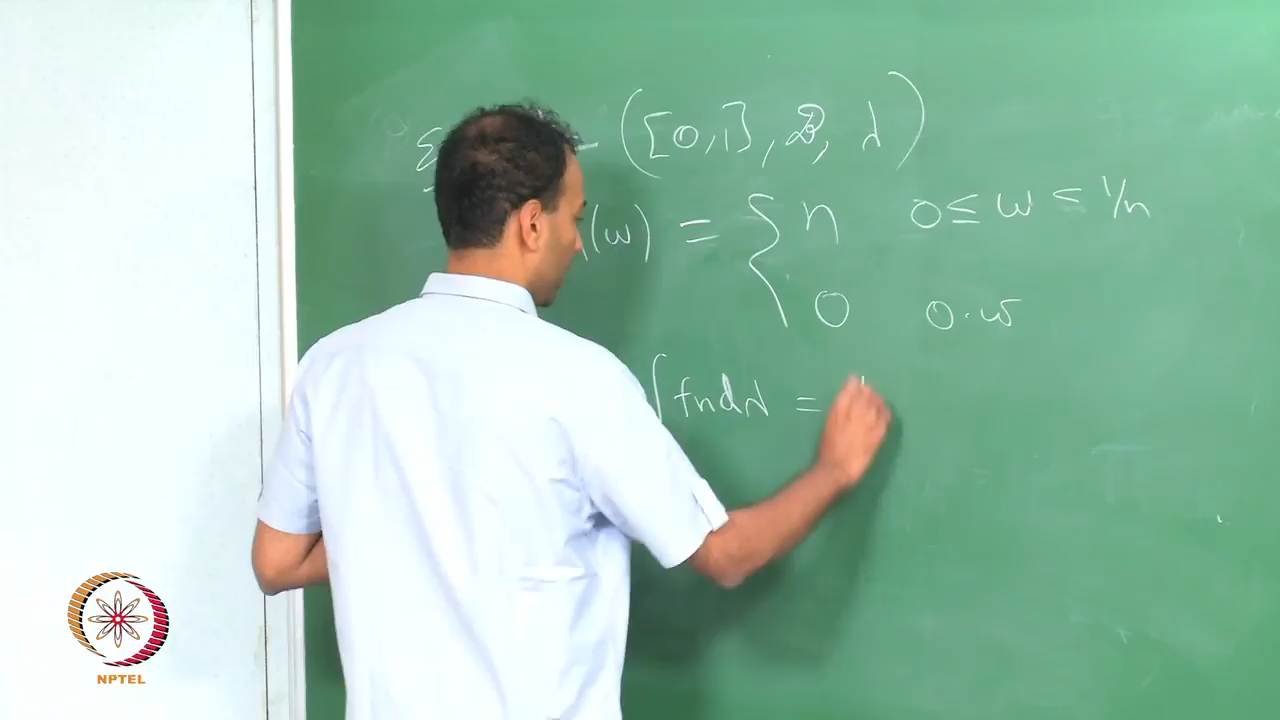 ([0,1], ℬ, λ)
(ω) = { n 0 ≤ ω ≤ 1/n
0 o.w
∫ fn dλ =
NPTEL